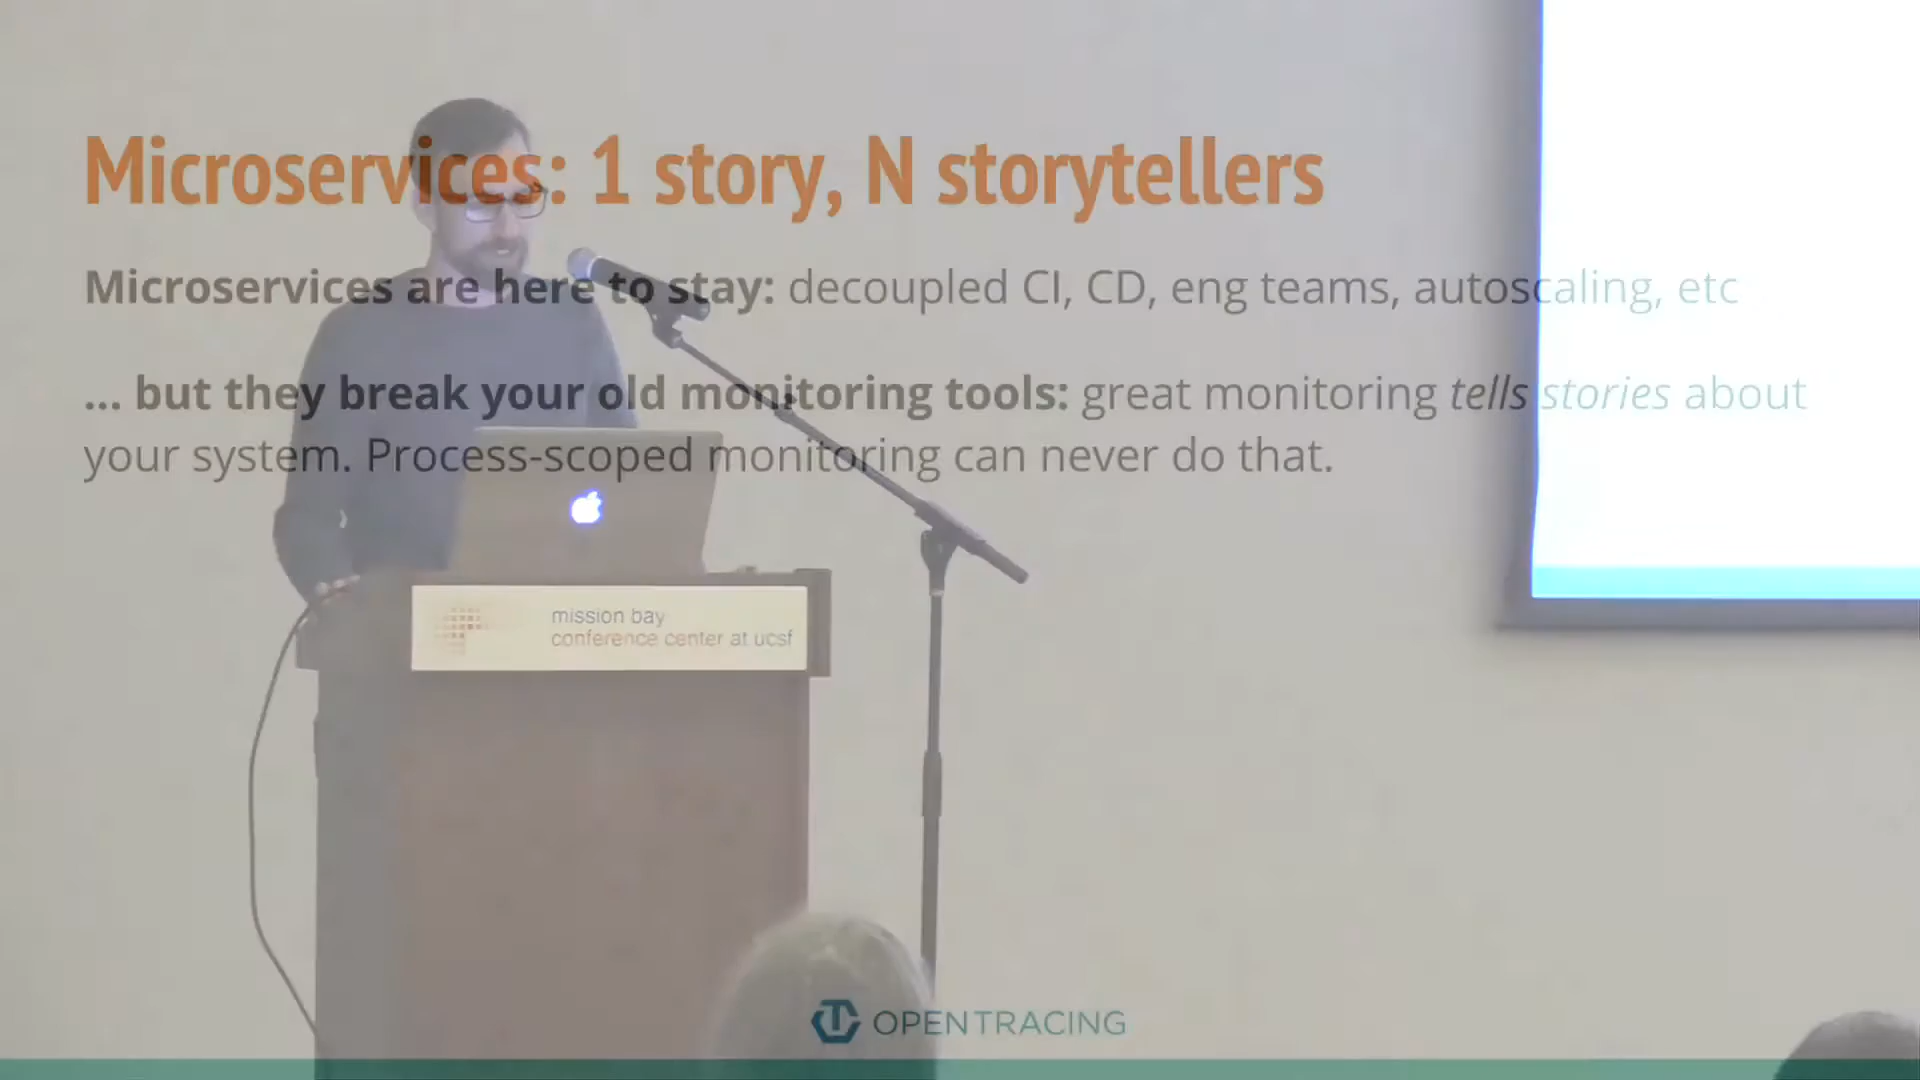 Microservices: 1 story, N storytellers
Microservices are here to stay: decoupled CI, CD, eng teams, autoscaling, etc
... but they break your old monitoring tools: great monitoring tells stories about
your system. Process-scoped monitoring can never do that.
mission bay
conference center at ucsf
OPENTRACING